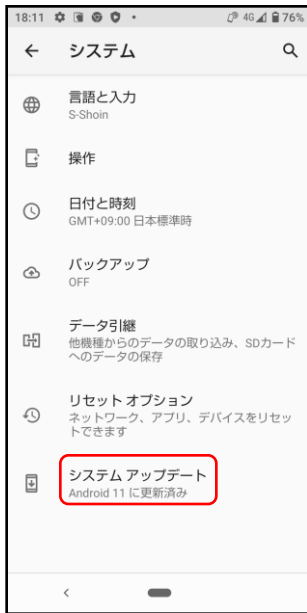 18:11 4G 76%
システム
言語と入力
S-Shoin
操作
日付と時刻
GMT+09:00 日本標準時
バックアップ
OFF
データ引継
他機種からのデータの取り込み、SDカード
へのデータの保存
リセット オプション
ネットワーク、アプリ、デバイスをリセッ
トできます
システム アップデート
Android 11 に更新済み